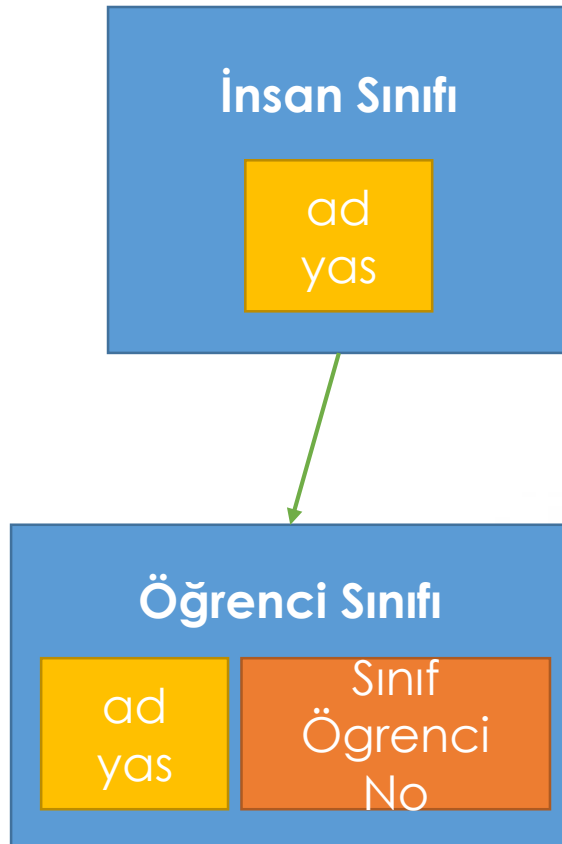 İnsan Sınıfı
ad
yas
Öğrenci Sınıfı
ad
yas
Sınıf
Ögrenci
No